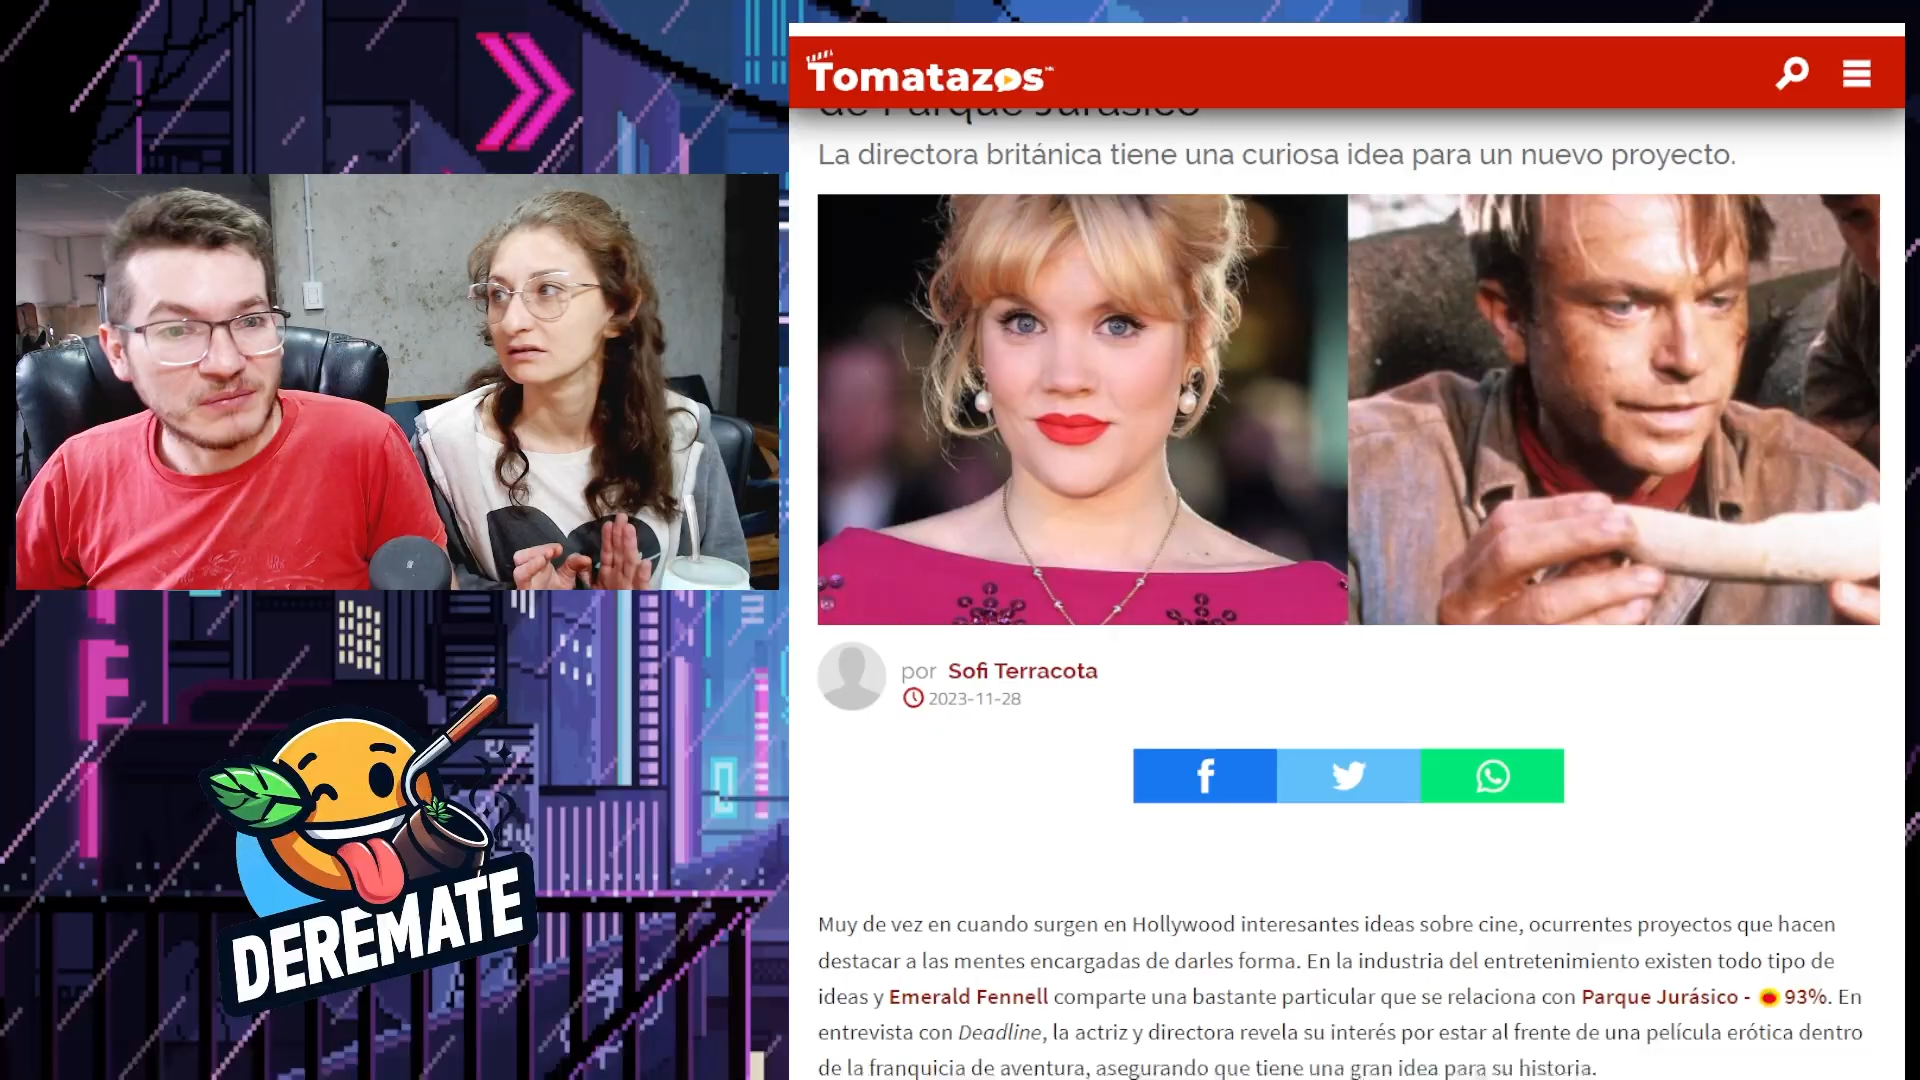 Tomatazos
de Parque Jurásico
La directora británica tiene una curiosa idea para un nuevo proyecto.
por Sofi Terracota
2023-11-28
DEREMATE
Muy de vez en cuando surgen en Hollywood interesantes ideas sobre cine, ocurrentes proyectos que hacen
destacar a las mentes encargadas de darles forma. En la industria del entretenimiento existen todo tipo de
ideas y Emerald Fennell comparte una bastante particular que se relaciona con Parque Jurásico - 93%. En
entrevista con Deadline, la actriz y directora revela su interés por estar al frente de una película erótica dentro
de la franquicia de aventura, asegurando que tiene una gran idea para su historia.